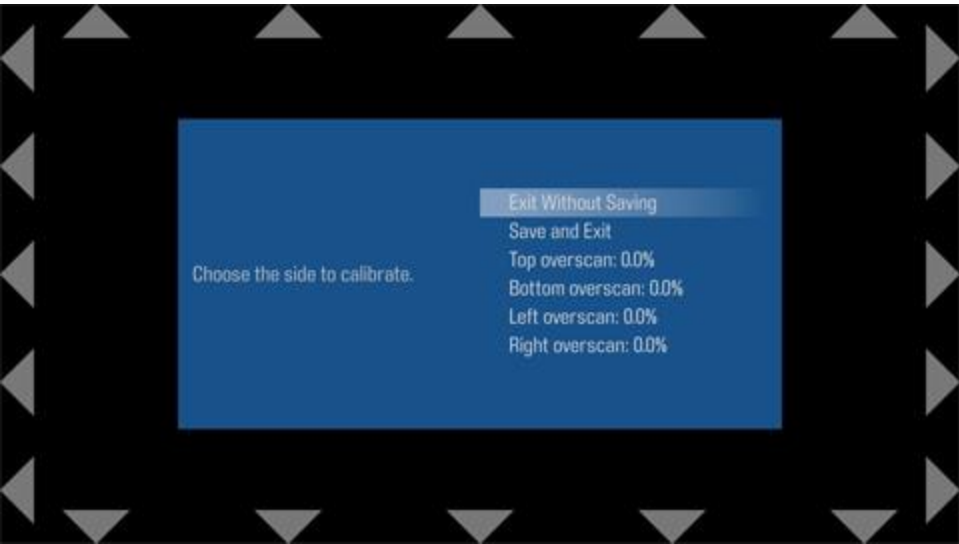 Choose the side to calibrate.
Exit Without Saving
Save and Exit
Top overscan: 0.0%
Bottom overscan: 0.0%
Left overscan: 0.0%
Right overscan: 0.0%